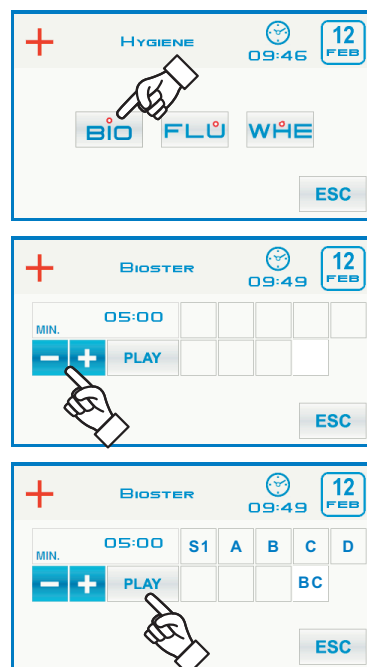 + HYGIENE 09:46 12 FEB
BIO FLU WHE
ESC
+ BIOSTER 09:49 12 FEB
05:00
MIN.
- + PLAY
ESC
+ BIOSTER 09:49 12 FEB
05:00 S1 A B C D
MIN.
- + PLAY BC
ESC